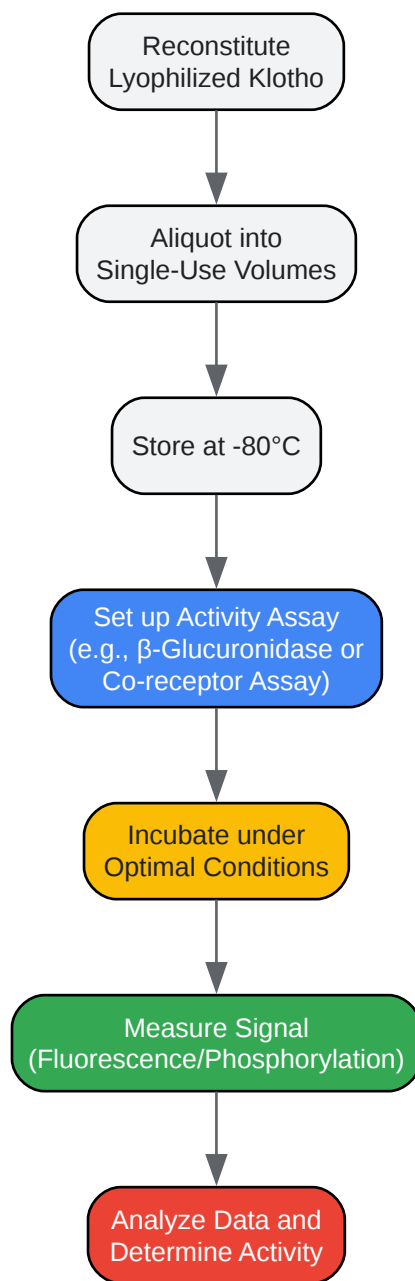 Reconstitute
Lyophilized Klotho
Aliquot into
Single-Use Volumes
Store at -80°C
Set up Activity Assay
(e.g., β-Glucuronidase or
Co-receptor Assay)
Incubate under
Optimal Conditions
Measure Signal
(Fluorescence/Phosphorylation)
Analyze Data and
Determine Activity